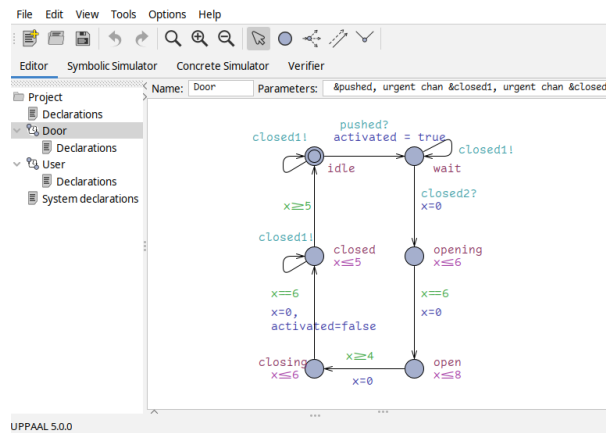 File Edit View Tools Options Help
Editor Symbolic Simulator Concrete Simulator Verifier
Name: Door Parameters: &pushed, urgent chan &closed1, urgent chan &closed
Project
Declarations
Door
Declarations
User
Declarations
System declarations
pushed?
closed1! activated = true
closed1!
idle wait
closed2?
x≥5 x=0
closed1!
closed opening
x≤5 x≤6
x==6 x==6
x=0, x=0
activated=false
x≥4
closing open
x≤6 x≤8
x=0
UPPAAL 5.0.0